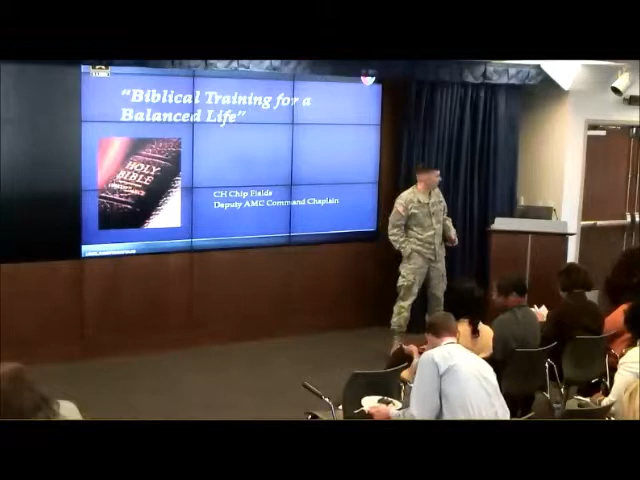 "Biblical Training for a
Balanced Life"
HOLY
BIBLE
CH Chip Fields
Deputy AMC Command Chaplain